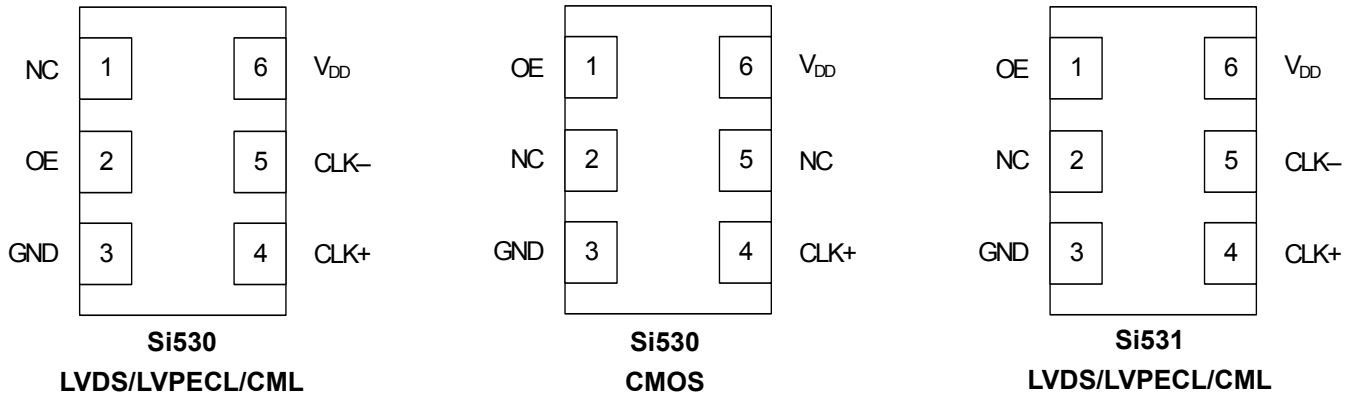 NC 1 6 VDD
OE 2 5 CLK–
GND 3 4 CLK+
Si530
LVDS/LVPECL/CML
OE 1 6 VDD
NC 2 5 NC
GND 3 4 CLK+
Si530
CMOS
OE 1 6 VDD
NC 2 5 CLK–
GND 3 4 CLK+
Si531
LVDS/LVPECL/CML